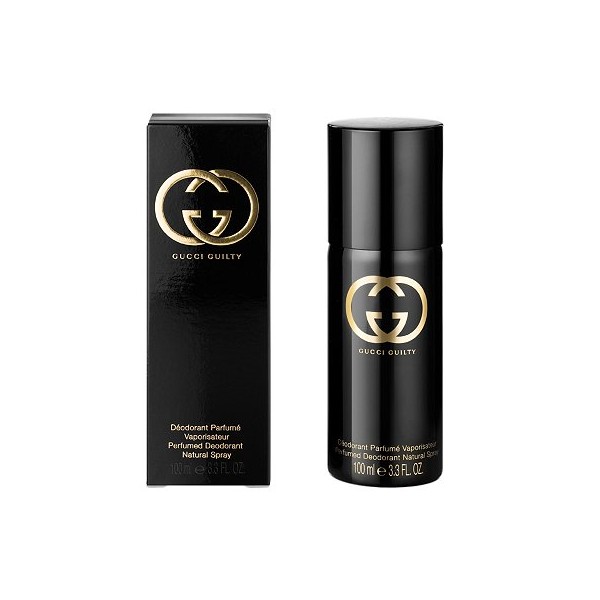 GUCCI GUILTY
Déodorant Parfumé
Vaporisateur
Perfumed Deodorant
Natural Spray
100 ml e 3.3 FL. OZ.
GUCCI GUILTY
Déodorant Parfumé Vaporisateur
Perfumed Deodorant Natural Spray
100 ml e 3.3 FL. OZ.